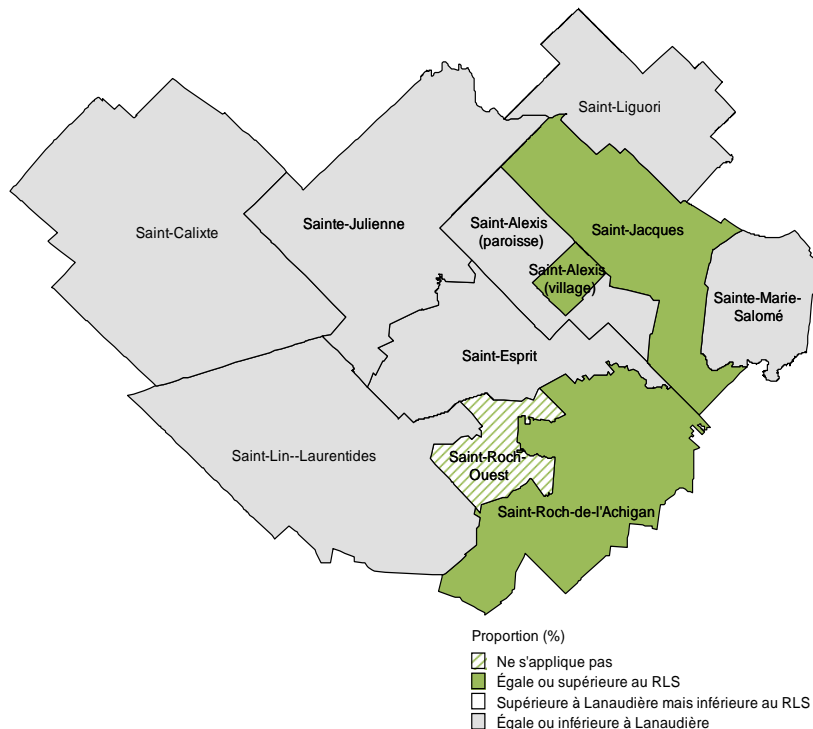 Saint-Liguori
Sainte-Julienne
Saint-Alexis
(paroisse)
Saint-Jacques
Saint-Calixte
Saint-Alexis
(village)
Sainte-Marie-
Salomé
Saint-Esprit
Saint-Lin--Laurentides
Saint-Roch-
Ouest
Saint-Roch-de-l'Achigan
Proportion (%)
Ne s'applique pas
Égale ou supérieure au RLS
Supérieure à Lanaudière mais inférieure au RLS
Égale ou inférieure à Lanaudière